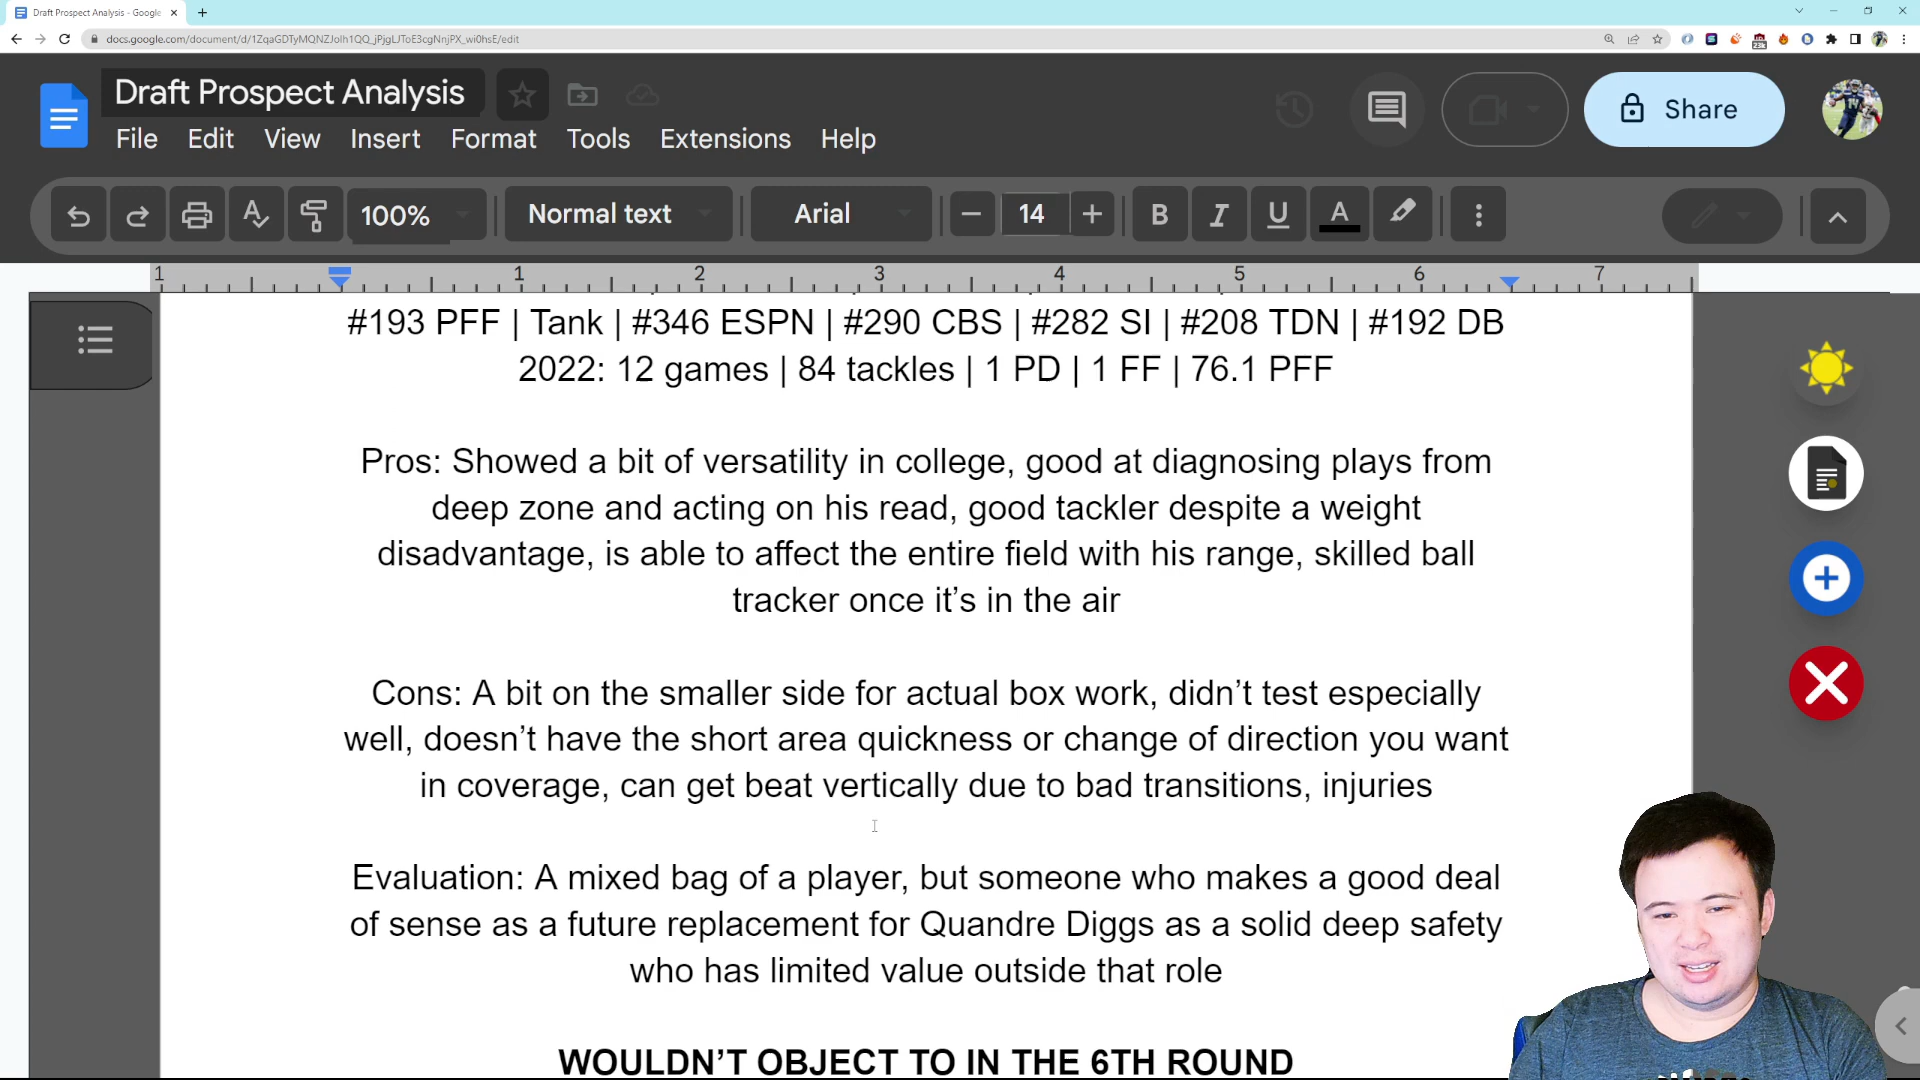 Draft Prospect Analysis - Google
docs.google.com/document/d/1ZqaGDTyMQNZJolh1QQ_jPjgLJToE3cgNnjPX_wi0hsE/edit
Draft Prospect Analysis
Share
File Edit View Insert Format Tools Extensions Help
100% Normal text Arial 14 B I U A
1 1 2 3 4 5 6 7
#193 PFF | Tank | #346 ESPN | #290 CBS | #282 SI | #208 TDN | #192 DB
2022: 12 games | 84 tackles | 1 PD | 1 FF | 76.1 PFF
Pros: Showed a bit of versatility in college, good at diagnosing plays from
deep zone and acting on his read, good tackler despite a weight
disadvantage, is able to affect the entire field with his range, skilled ball
tracker once it’s in the air
Cons: A bit on the smaller side for actual box work, didn’t test especially
well, doesn’t have the short area quickness or change of direction you want
in coverage, can get beat vertically due to bad transitions, injuries
Evaluation: A mixed bag of a player, but someone who makes a good deal
of sense as a future replacement for Quandre Diggs as a solid deep safety
who has limited value outside that role
WOULDN’T OBJECT TO IN THE 6TH ROUND